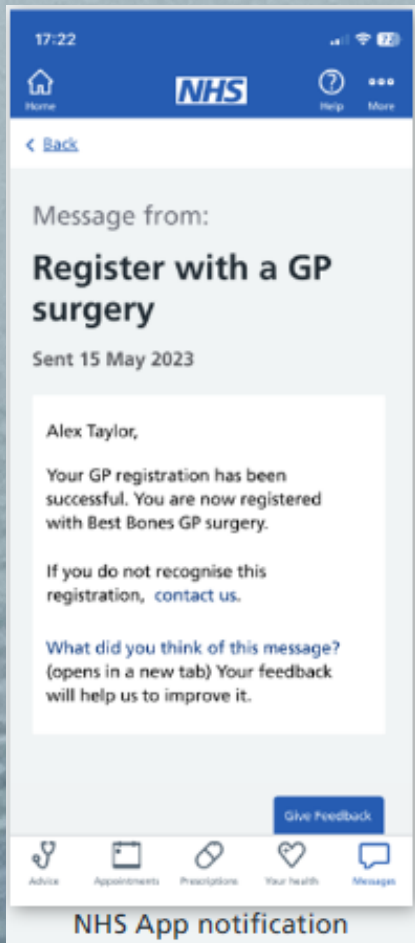 17:22
72
Home
NHS
Help
More
Back
Message from:
Register with a GP
surgery
Sent 15 May 2023
Alex Taylor,
Your GP registration has been
successful. You are now registered
with Best Bones GP surgery.
If you do not recognise this
registration, contact us.
What did you think of this message?
(opens in a new tab) Your feedback
will help us to improve it.
Give Feedback
Advice
Appointments
Prescriptions
Your health
Messages
NHS App notification